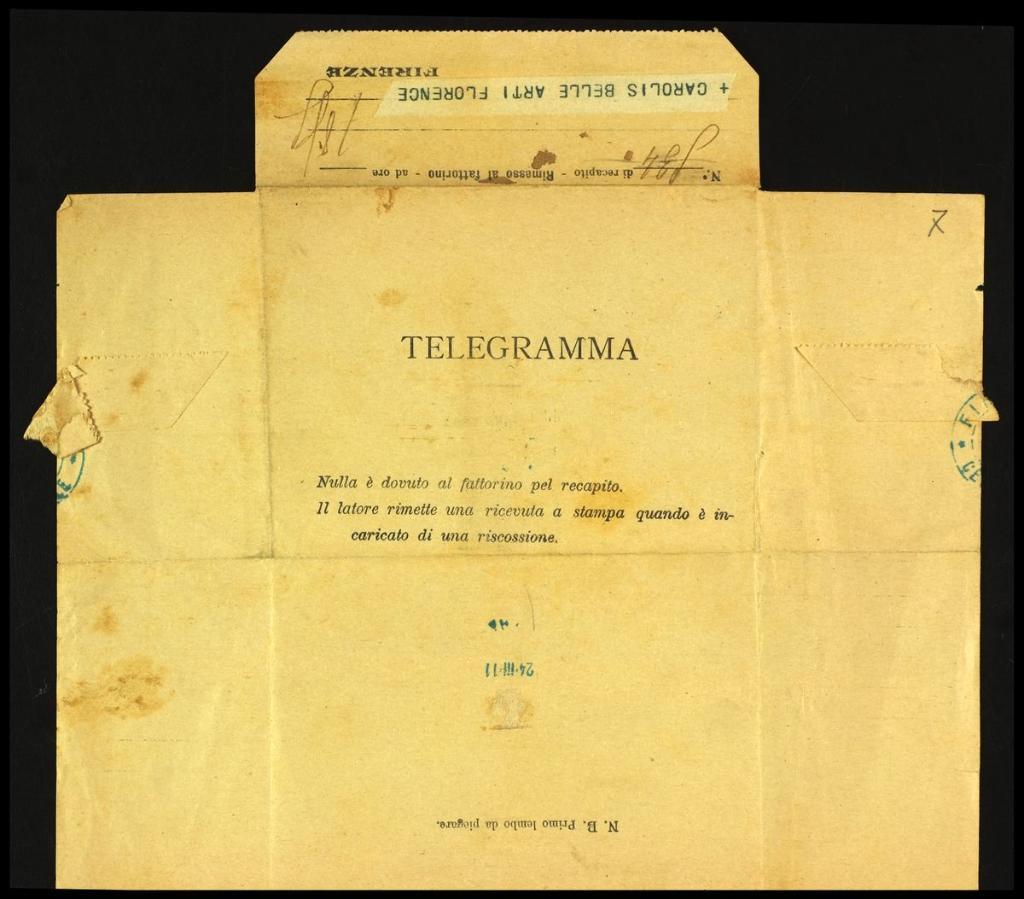 FIRENZE
+ CAROLIS BELLE ARTI FLORENCE
N.° di recapito - Rimesso al fattorino - ad ore
7
TELEGRAMMA
Nulla è dovuto al fattorino pel recapito.
Il latore rimette una ricevuta a stampa quando è in-
caricato di una riscossione.
24·III·11
N. B. Primo lembo da piegare.